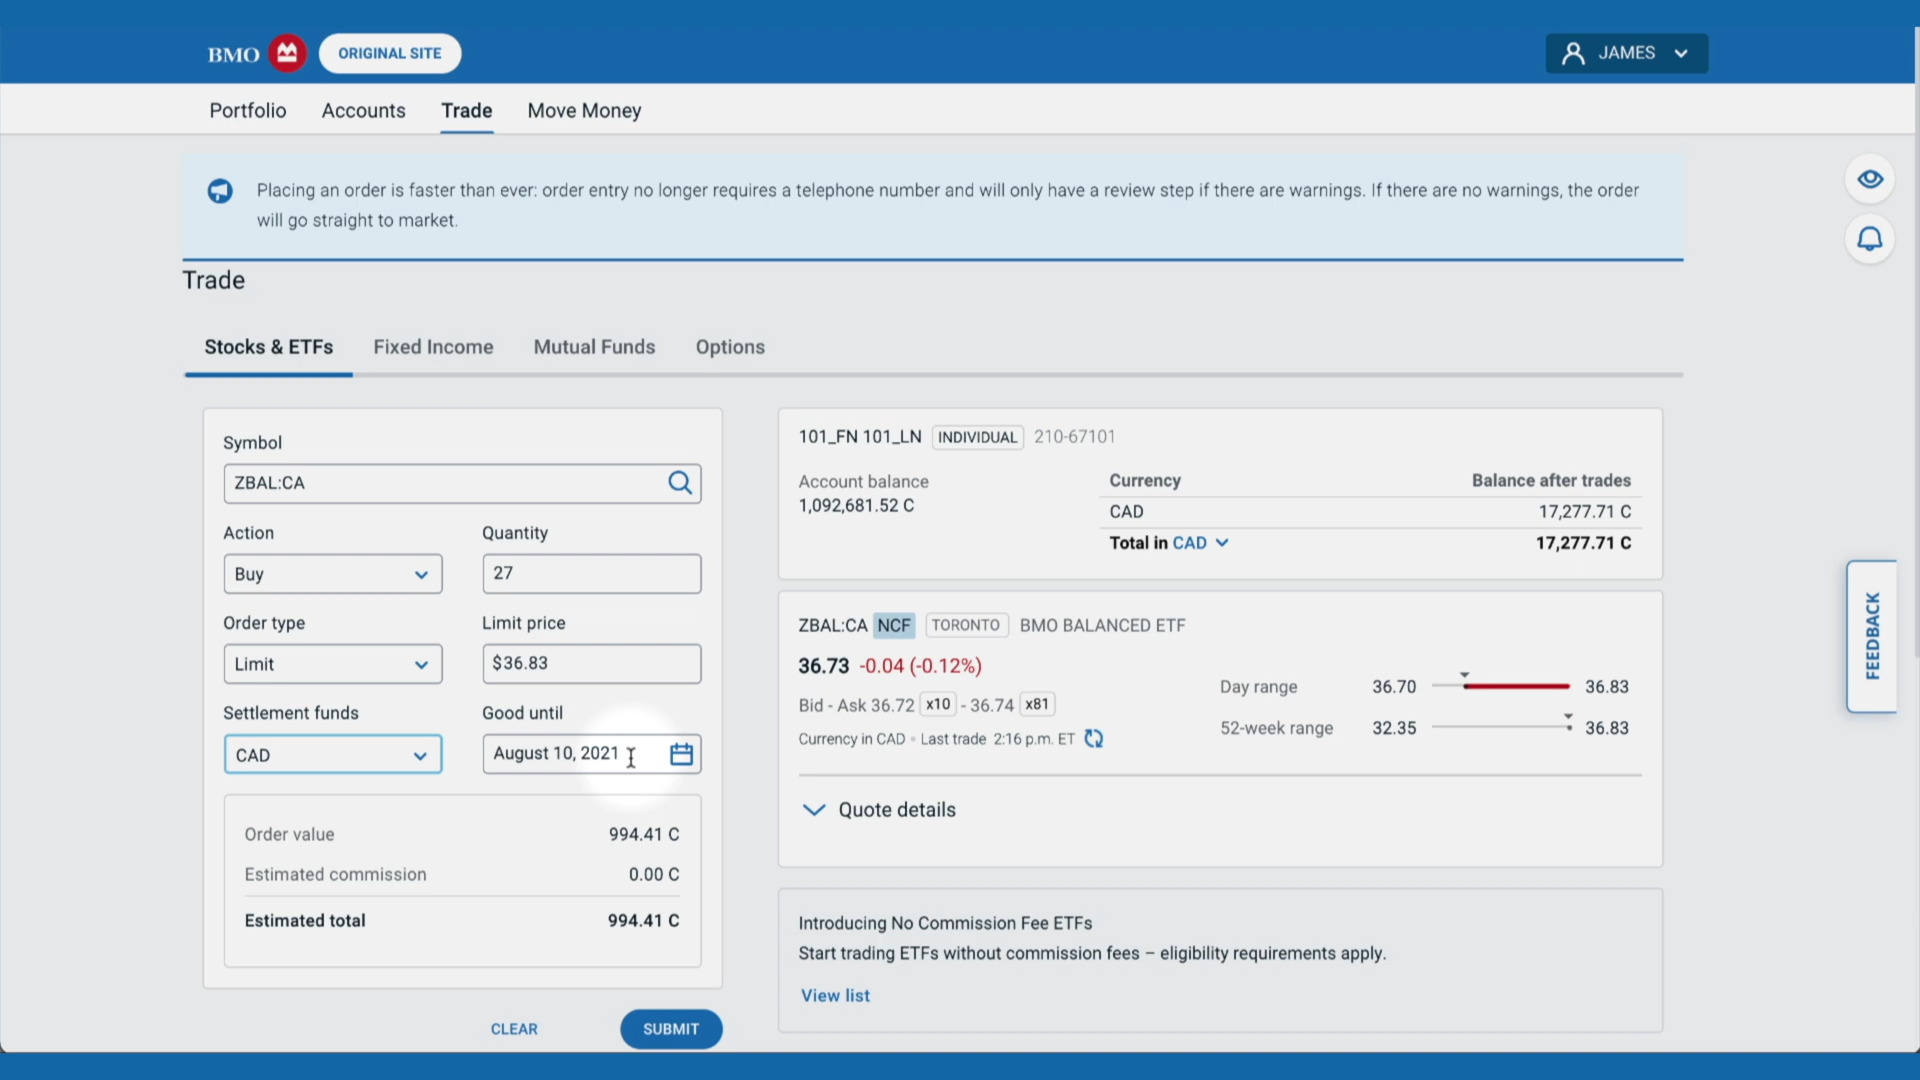 BMO
ORIGINAL SITE
JAMES
Portfolio
Accounts
Trade
Move Money
Placing an order is faster than ever: order entry no longer requires a telephone number and will only have a review step if there are warnings. If there are no warnings, the order
will go straight to market.
Trade
Stocks & ETFs
Fixed Income
Mutual Funds
Options
Symbol
ZBAL:CA
Action
Quantity
Buy
27
Order type
Limit price
Limit
$36.83
Settlement funds
Good until
CAD
August 10, 2021
Order value
994.41 C
Estimated commission
0.00 C
Estimated total
994.41 C
CLEAR
SUBMIT
101_FN 101_LN INDIVIDUAL 210-67101
Account balance
1,092,681.52 C
Currency
Balance after trades
CAD
17,277.71 C
Total in CAD
17,277.71 C
ZBAL:CA NCF TORONTO BMO BALANCED ETF
36.73 -0.04 (-0.12%)
Bid - Ask 36.72 x10 - 36.74 x81
Currency in CAD • Last trade 2:16 p.m. ET
Day range
36.70
36.83
52-week range
32.35
36.83
Quote details
Introducing No Commission Fee ETFs
Start trading ETFs without commission fees – eligibility requirements apply.
View list
FEEDBACK